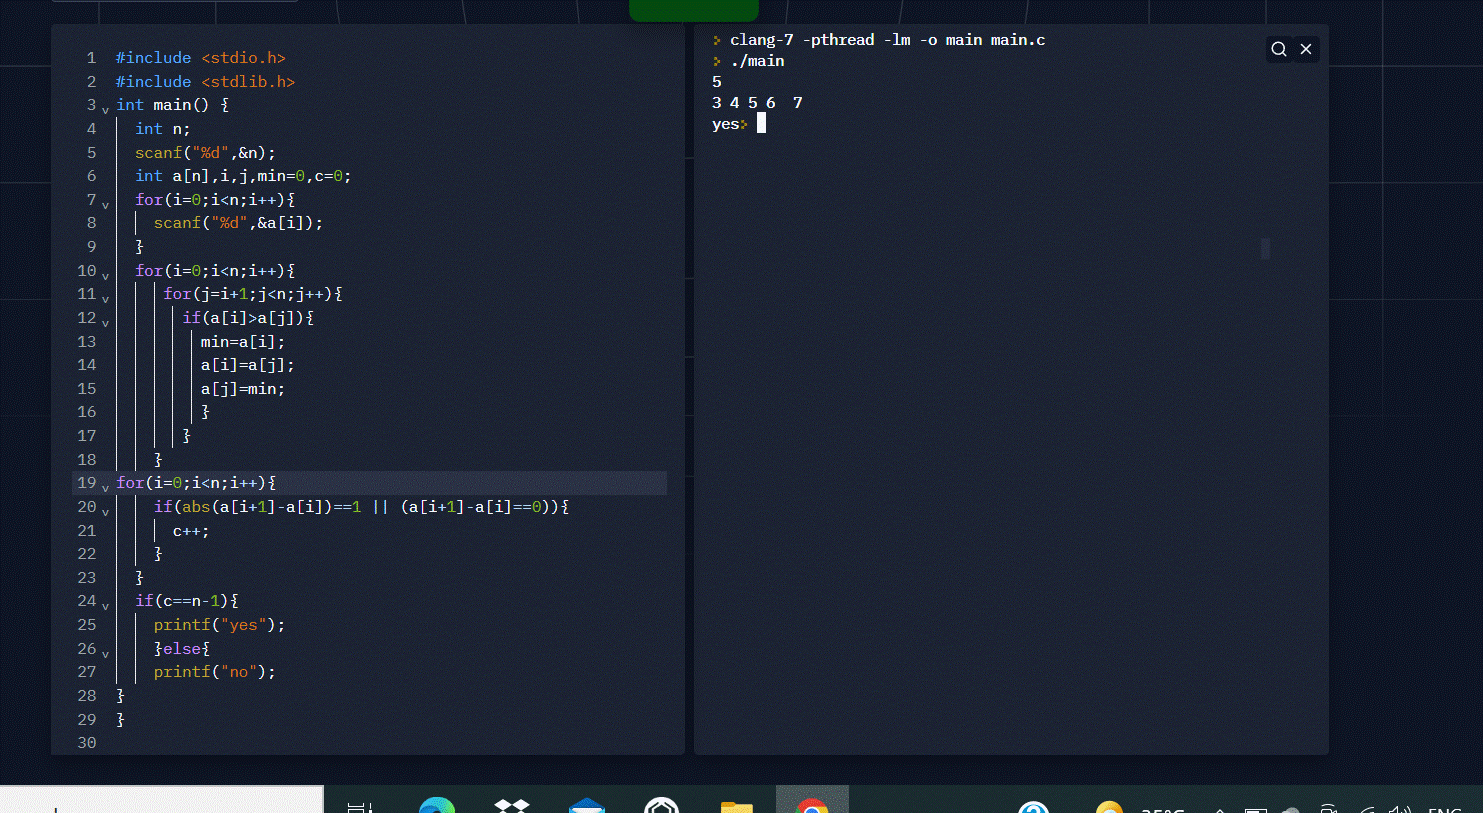 1 #include <stdio.h>
2 #include <stdlib.h>
3 int main() {
4 int n;
5 scanf("%d",&n);
6 int a[n],i,j,min=0,c=0;
7 for(i=0;i<n;i++){
8 scanf("%d",&a[i]);
9 }
10 for(i=0;i<n;i++){
11 for(j=i+1;j<n;j++){
12 if(a[i]>a[j]){
13 min=a[i];
14 a[i]=a[j];
15 a[j]=min;
16 }
17 }
18 }
19 for(i=0;i<n;i++){
20 if(abs(a[i+1]-a[i])==1 || (a[i+1]-a[i]==0)){
21 c++;
22 }
23 }
24 if(c==n-1){
25 printf("yes");
26 }else{
27 printf("no");
28 }
29 }
30
clang-7 -pthread -lm -o main main.c
./main
5
3 4 5 6  7
yes